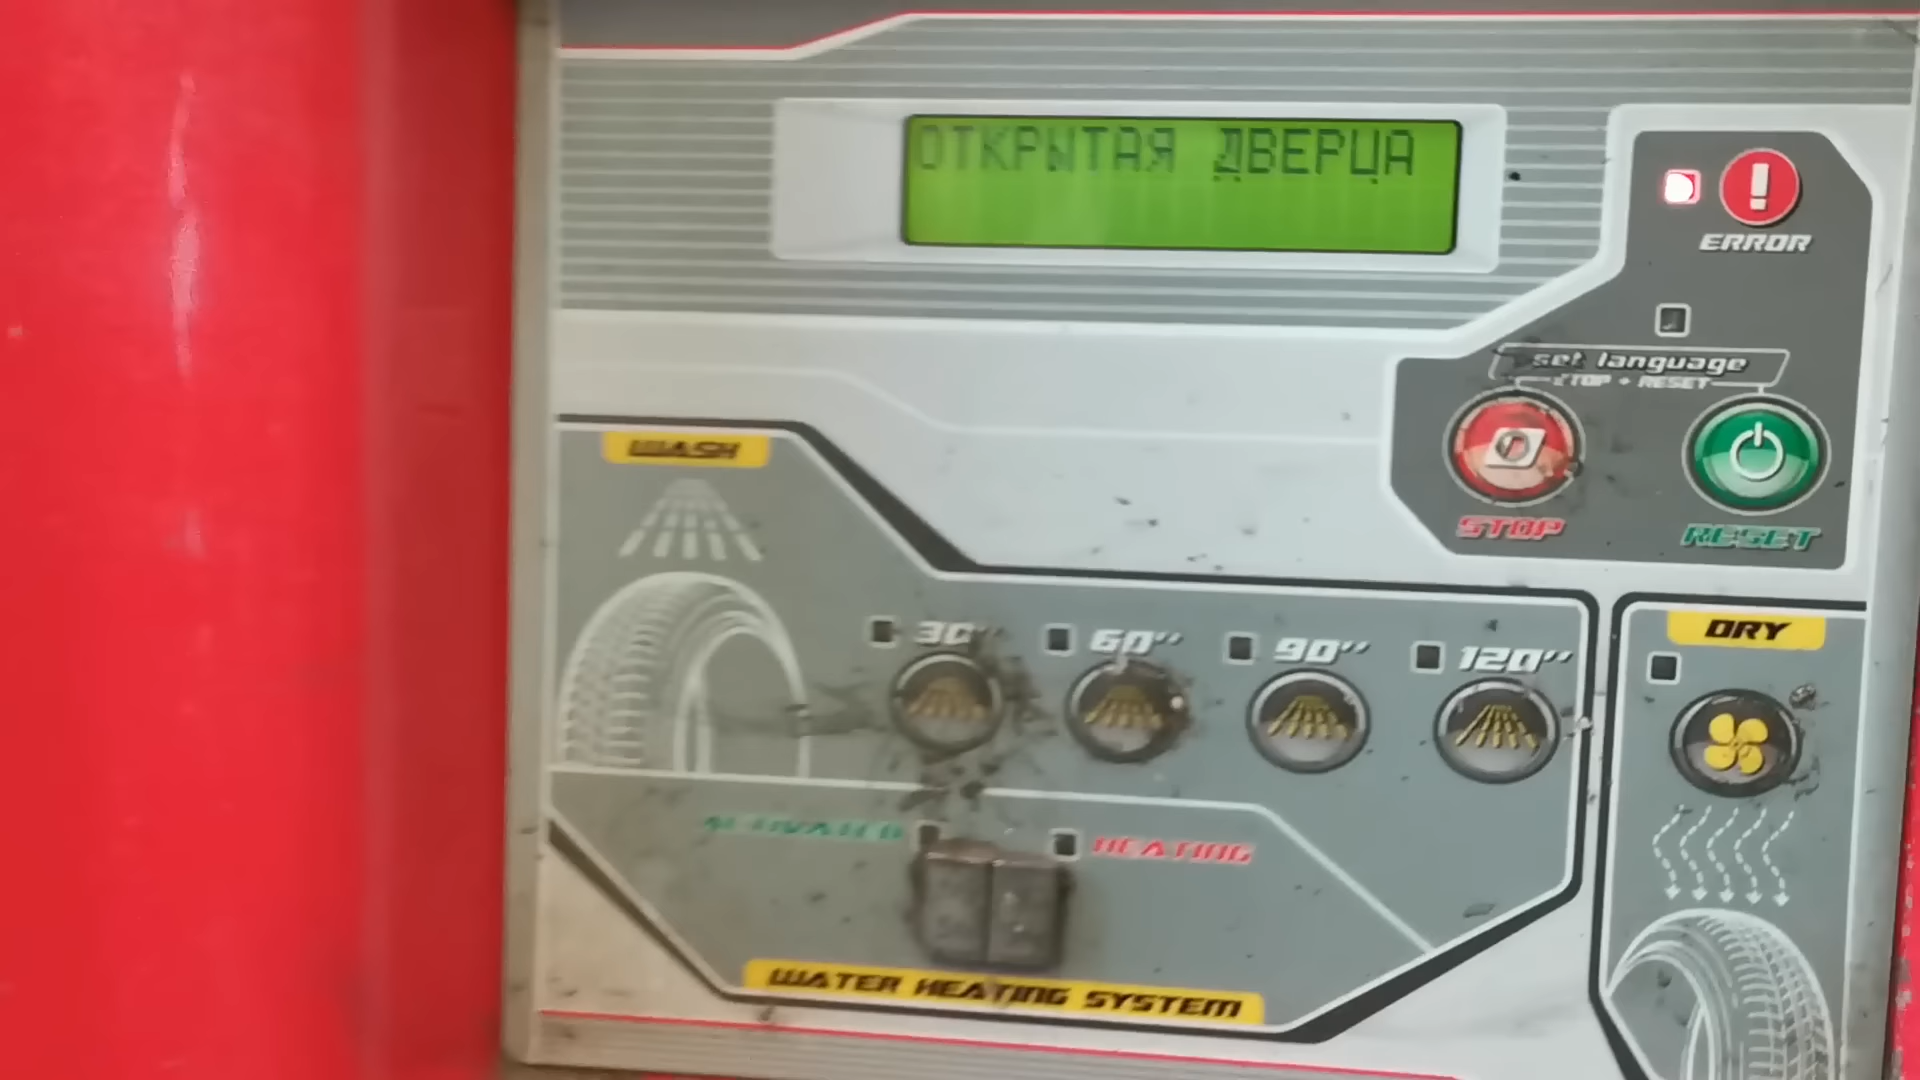 ОТКРЫТАЯ ДВЕРЦА
ERROR
set language
STOP + RESET
STOP
RESET
WASH
30"
60"
90"
120"
DRY
ACTIVATED
HEATING
WATER HEATING SYSTEM